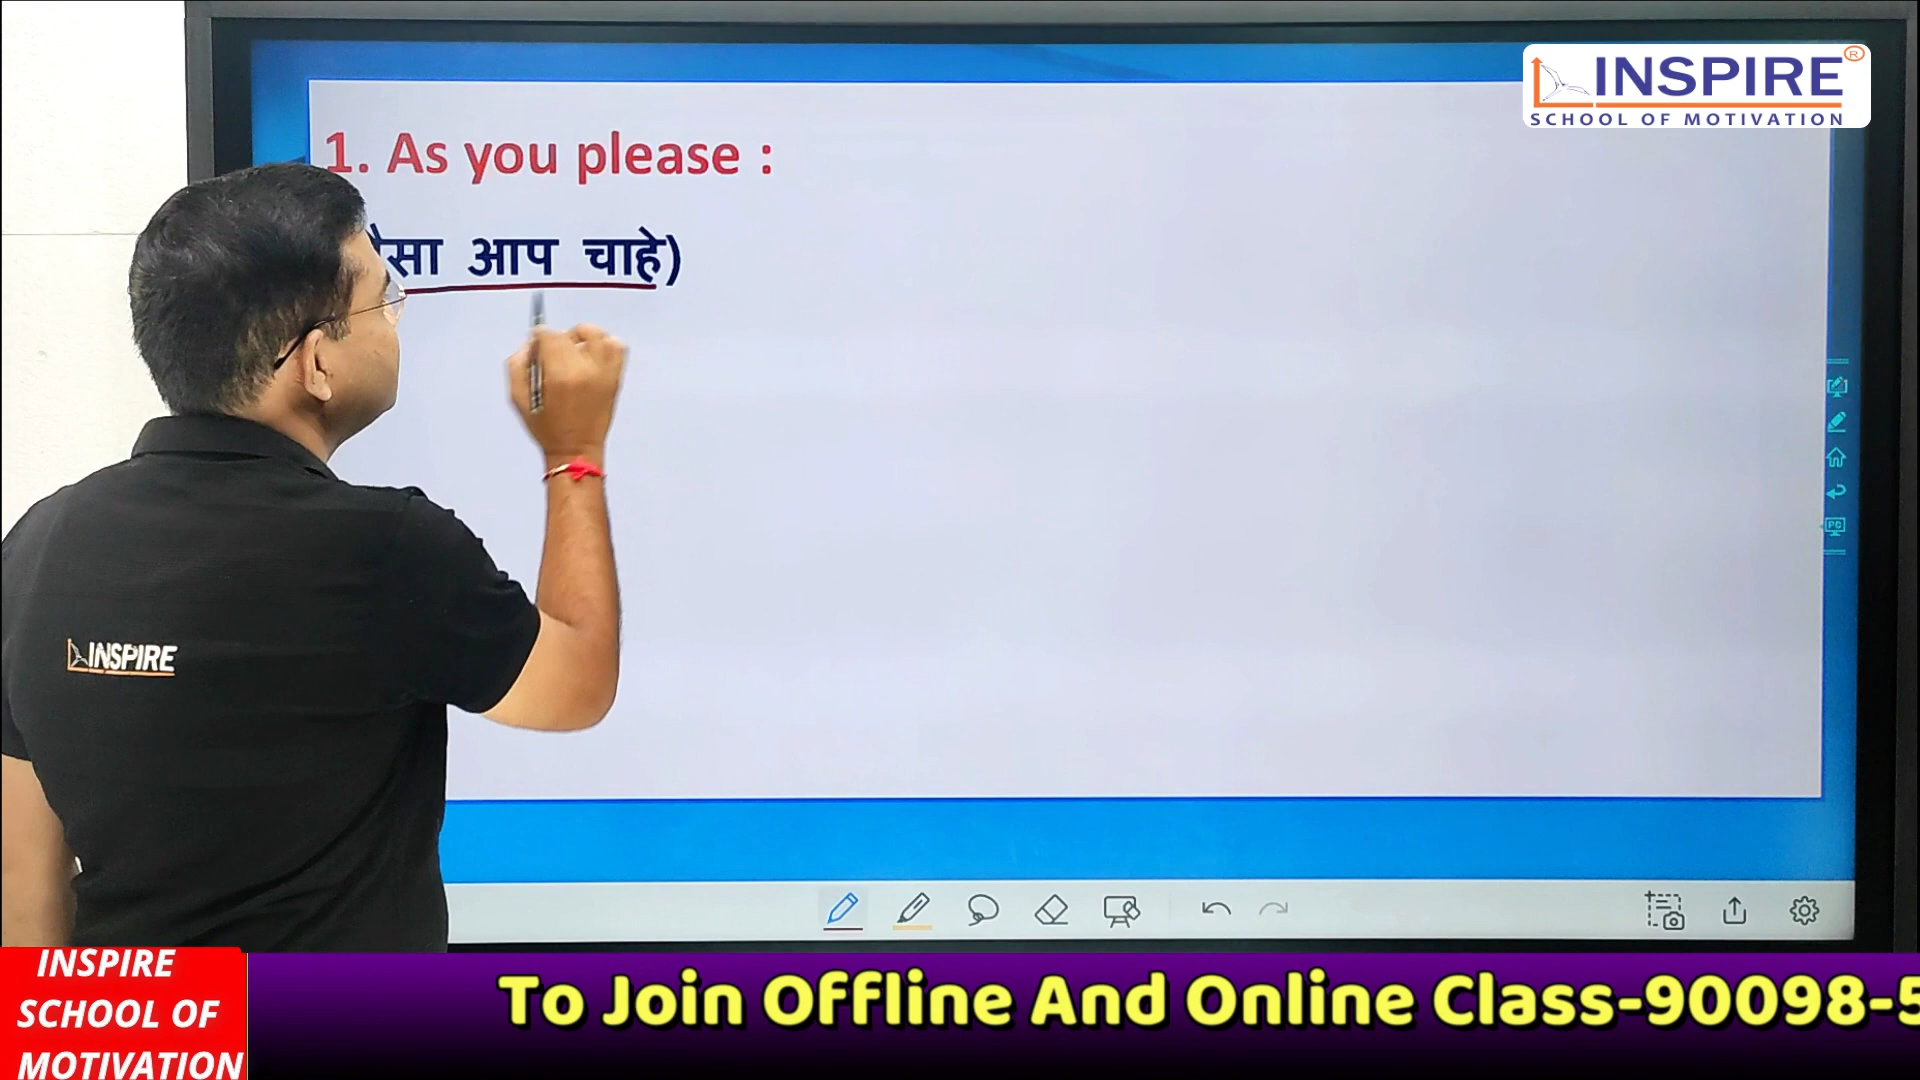 INSPIRE
SCHOOL OF MOTIVATION
1. As you please :
आप चाहे)
INSPIRE
INSPIRE
SCHOOL OF
MOTIVATION
To Join Offline And Online Class-90098-5